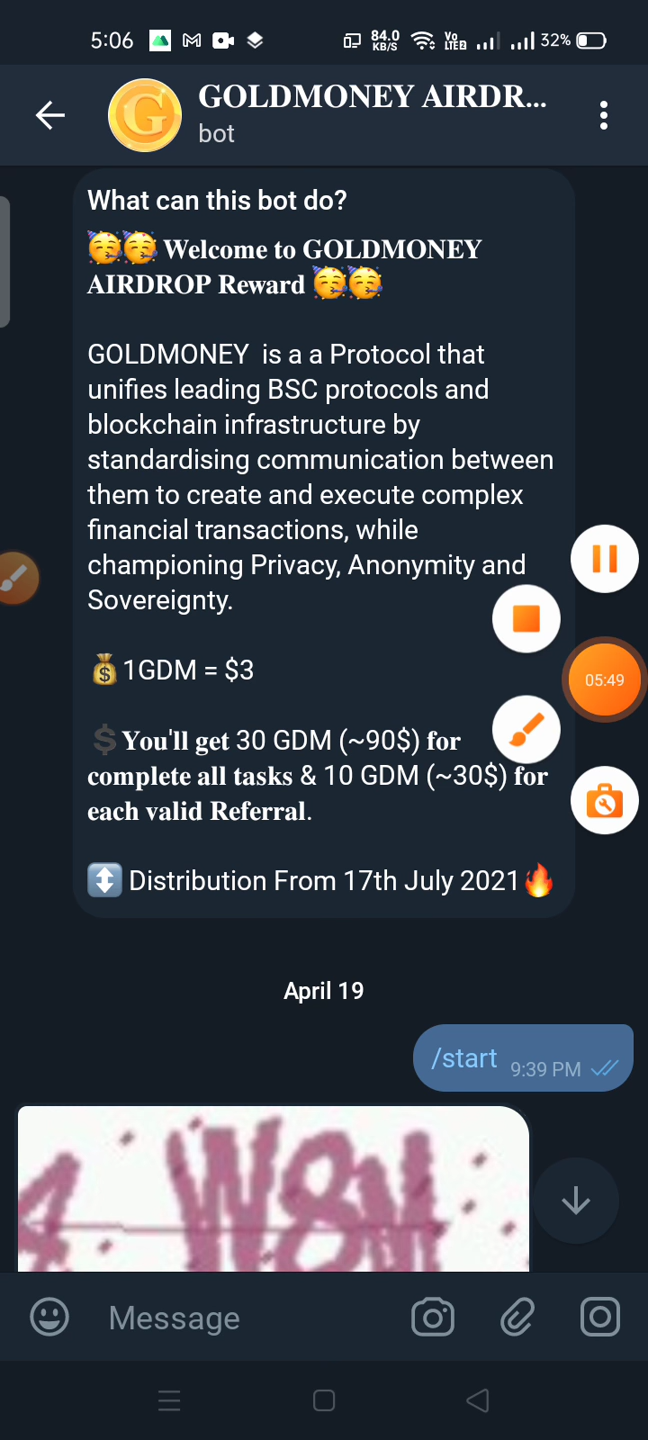 5:06 84.0 KB/S Vo LTE2 32%
GOLDMONEY AIRDR...
bot
What can this bot do?
🥳🥳 Welcome to GOLDMONEY
AIRDROP Reward 🥳🥳
GOLDMONEY is a a Protocol that
unifies leading BSC protocols and
blockchain infrastructure by
standardising communication between
them to create and execute complex
financial transactions, while
championing Privacy, Anonymity and
Sovereignty.
💰1GDM = $3
💲You'll get 30 GDM (~90$) for
complete all tasks & 10 GDM (~30$) for
each valid Referral.
↕️ Distribution From 17th July 2021🔥
05:49
April 19
/start 9:39 PM
4 W8M
Message